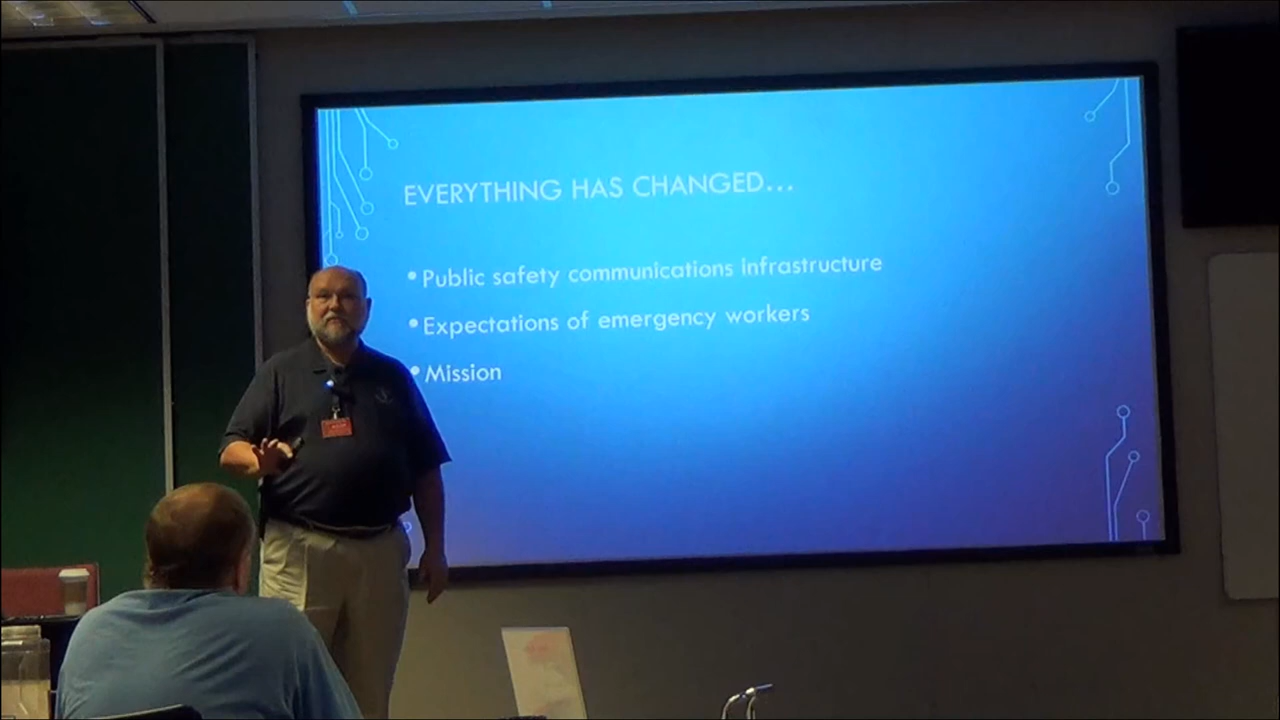 EVERYTHING HAS CHANGED...
• Public safety communications infrastructure
• Expectations of emergency workers
• Mission